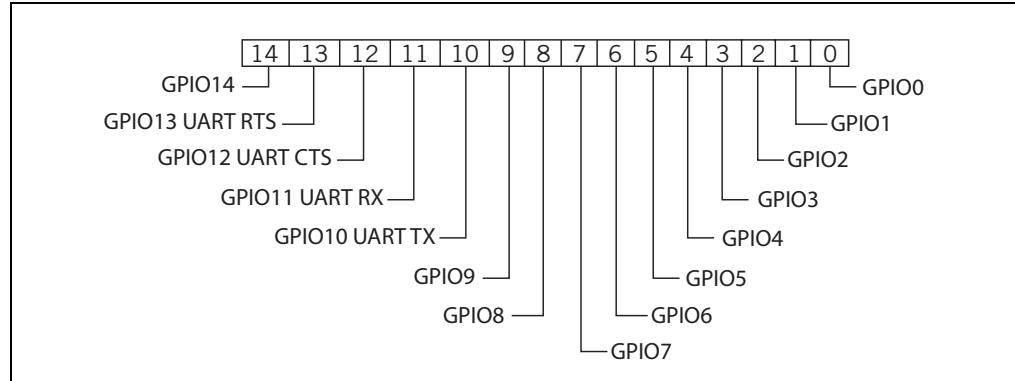 14 13 12 11 10 9 8 7 6 5 4 3 2 1 0
GPIO14 GPIO0
GPIO13 UART RTS GPIO1
GPIO12 UART CTS GPIO2
GPIO11 UART RX GPIO3
GPIO10 UART TX GPIO4
GPIO9 GPIO5
GPIO8 GPIO6
GPIO7